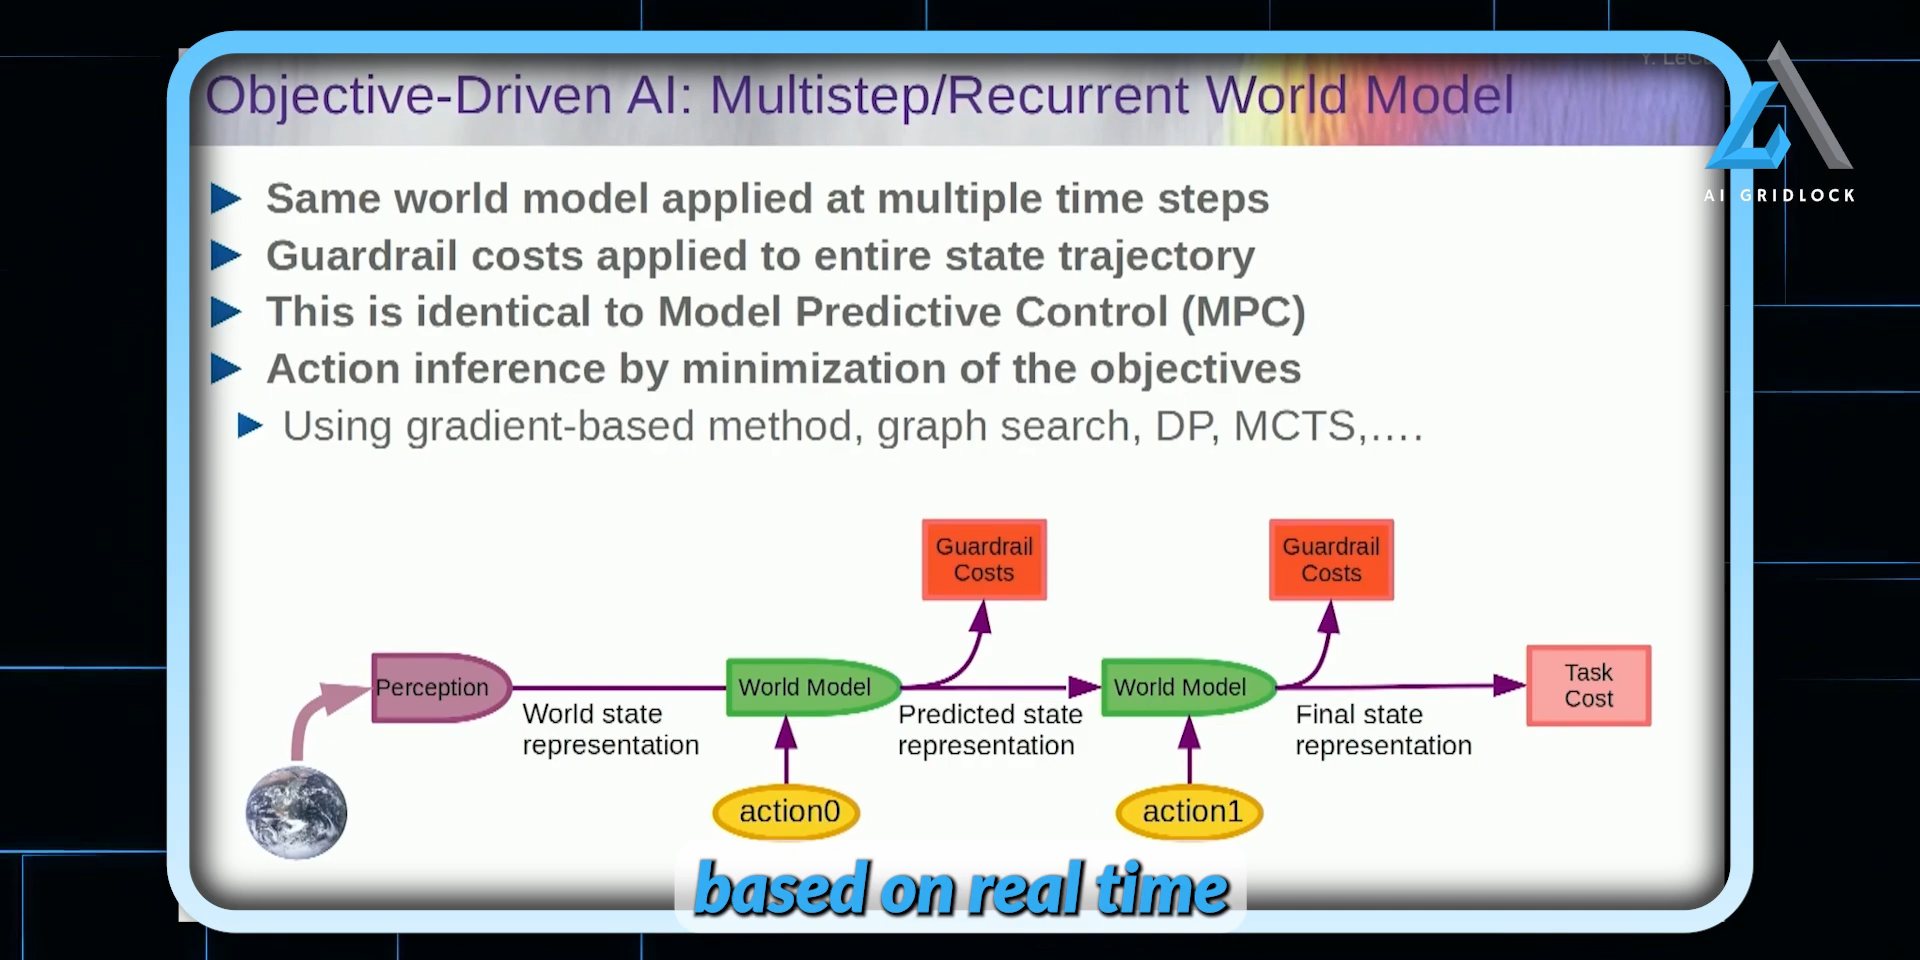 Objective-Driven AI: Multistep/Recurrent World Model
AI GRIDLOCK
Same world model applied at multiple time steps
Guardrail costs applied to entire state trajectory
This is identical to Model Predictive Control (MPC)
Action inference by minimization of the objectives
Using gradient-based method, graph search, DP, MCTS,....
Guardrail
Costs
Guardrail
Costs
Perception
World state
representation
World Model
Predicted state
representation
World Model
Final state
representation
Task
Cost
action0
action1
based on real time